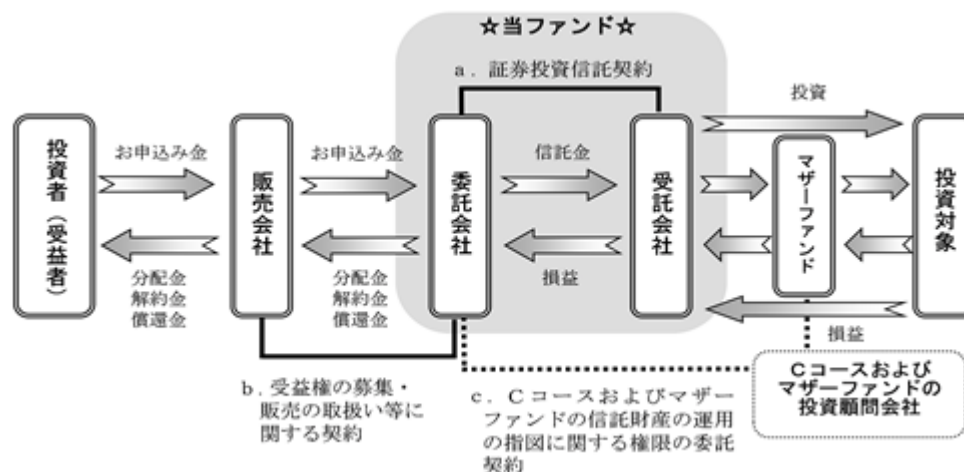 ☆当ファンド☆
a．証券投資信託契約
投資
投資者（受益者）
お申込み金
販売会社
お申込み金
委託会社
信託金
受託会社
マザーファンド
投資対象
分配金
解約金
償還金
分配金
解約金
償還金
損益
損益
b．受益権の募集・
販売の取扱い等に
関する契約
c．Cコースおよびマザー
ファンドの信託財産の運用
の指図に関する権限の委託
契約
Cコースおよび
マザーファンドの
投資顧問会社